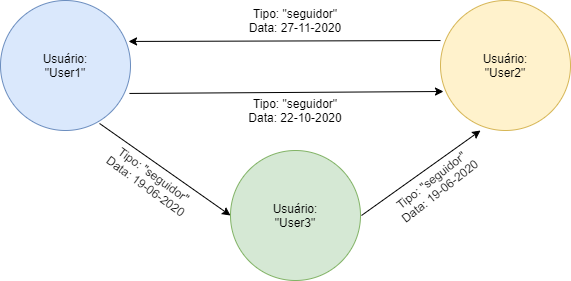 Tipo: "seguidor"
Data: 27-11-2020
Usuário:
"User1"
Usuário:
"User2"
Tipo: "seguidor"
Data: 22-10-2020
Tipo: "seguidor"
Data: 19-06-2020
Tipo: "seguidor"
Data: 19-06-2020
Usuário:
"User3"